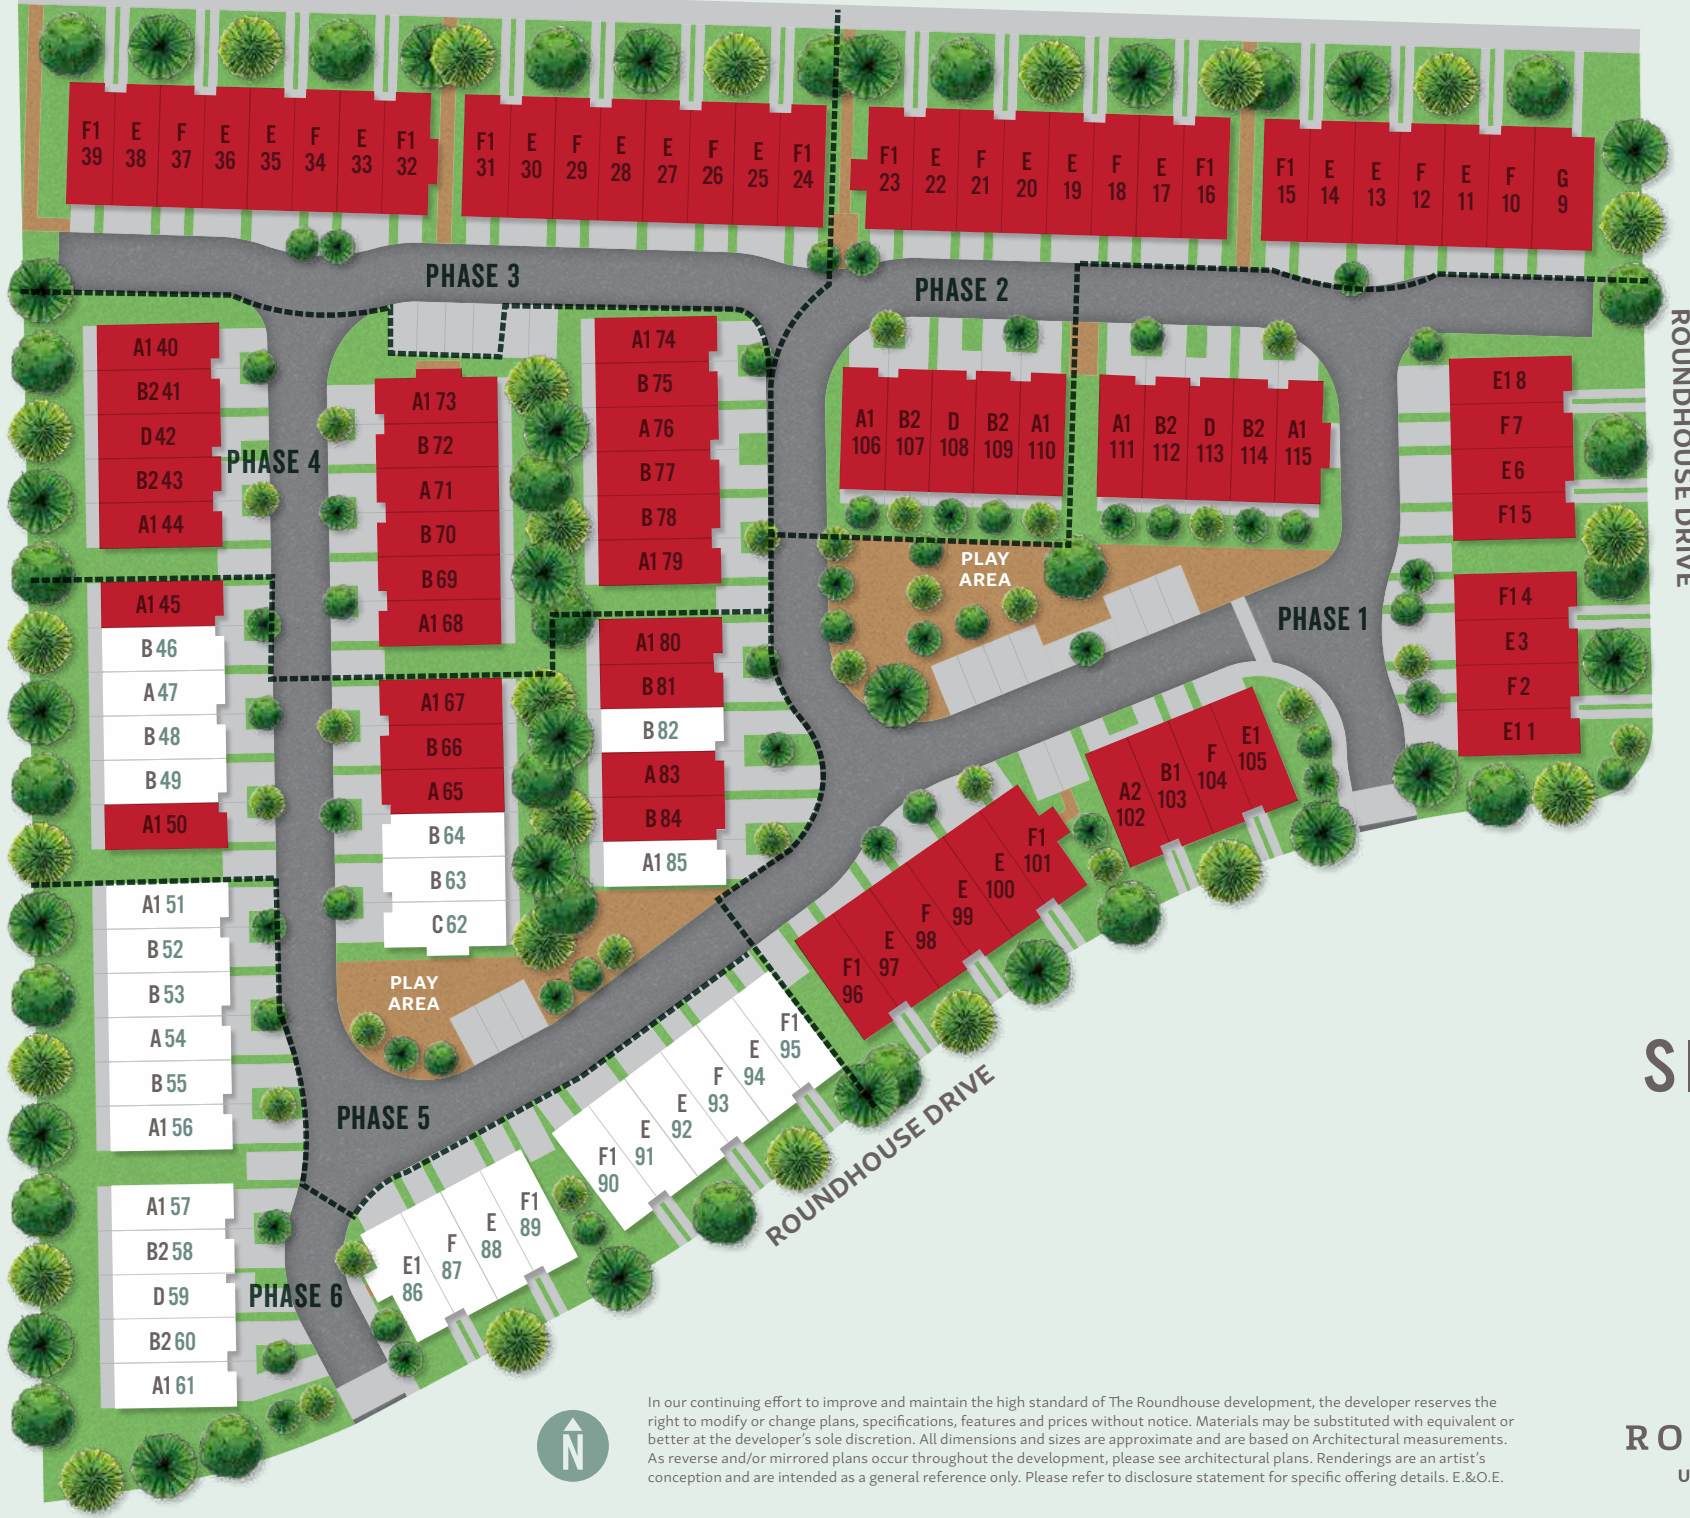 F1 39
E 38
F 37
E 36
E 35
F 34
E 33
F1 32
F1 31
E 30
F 29
E 28
E 27
F 26
E 25
F1 24
F1 23
E 22
F 21
E 20
E 19
F 18
E 17
F1 16
F1 15
E 14
E 13
F 12
E 11
F 10
G 9
PHASE 3
PHASE 2
ROUNDHOUSE DRIVE
A1 40
B2 41
D 42
B2 43
A1 44
PHASE 4
A1 73
B 72
A 71
B 70
B 69
A1 68
A1 74
B 75
A 76
B 77
B 78
A1 79
A1 106
B2 107
D 108
B2 109
A1 110
A1 111
B2 112
D 113
B2 114
A1 115
E1 8
F 7
E 6
F1 5
PLAY
AREA
PHASE 1
F1 4
E 3
F 2
E1 1
A1 45
B 46
A 47
B 48
B 49
A1 50
A1 67
B 66
A 65
B 64
B 63
C 62
A1 80
B 81
B 82
A 83
B 84
A1 85
A2 102
B1 103
F 104
E1 105
F1 96
E 97
F 98
E 99
E 100
F1 101
A1 51
B 52
B 53
A 54
B 55
A1 56
PLAY
AREA
PHASE 5
F1 90
E 91
E 92
F 93
E 94
F1 95
ROUNDHOUSE DRIVE
E1 86
F 87
E 88
F1 89
A1 57
B2 58
D 59
B2 60
A1 61
PHASE 6
S
N
In our continuing effort to improve and maintain the high standard of The Roundhouse development, the developer reserves the
right to modify or change plans, specifications, features and prices without notice. Materials may be substituted with equivalent or
better at the developer's sole discretion. All dimensions and sizes are approximate and are based on Architectural measurements.
As reverse and/or mirrored plans occur throughout the development, please see architectural plans. Renderings are an artist's
conception and are intended as a general reference only. Please refer to disclosure statement for specific offering details. E.&O.E.
RO
U